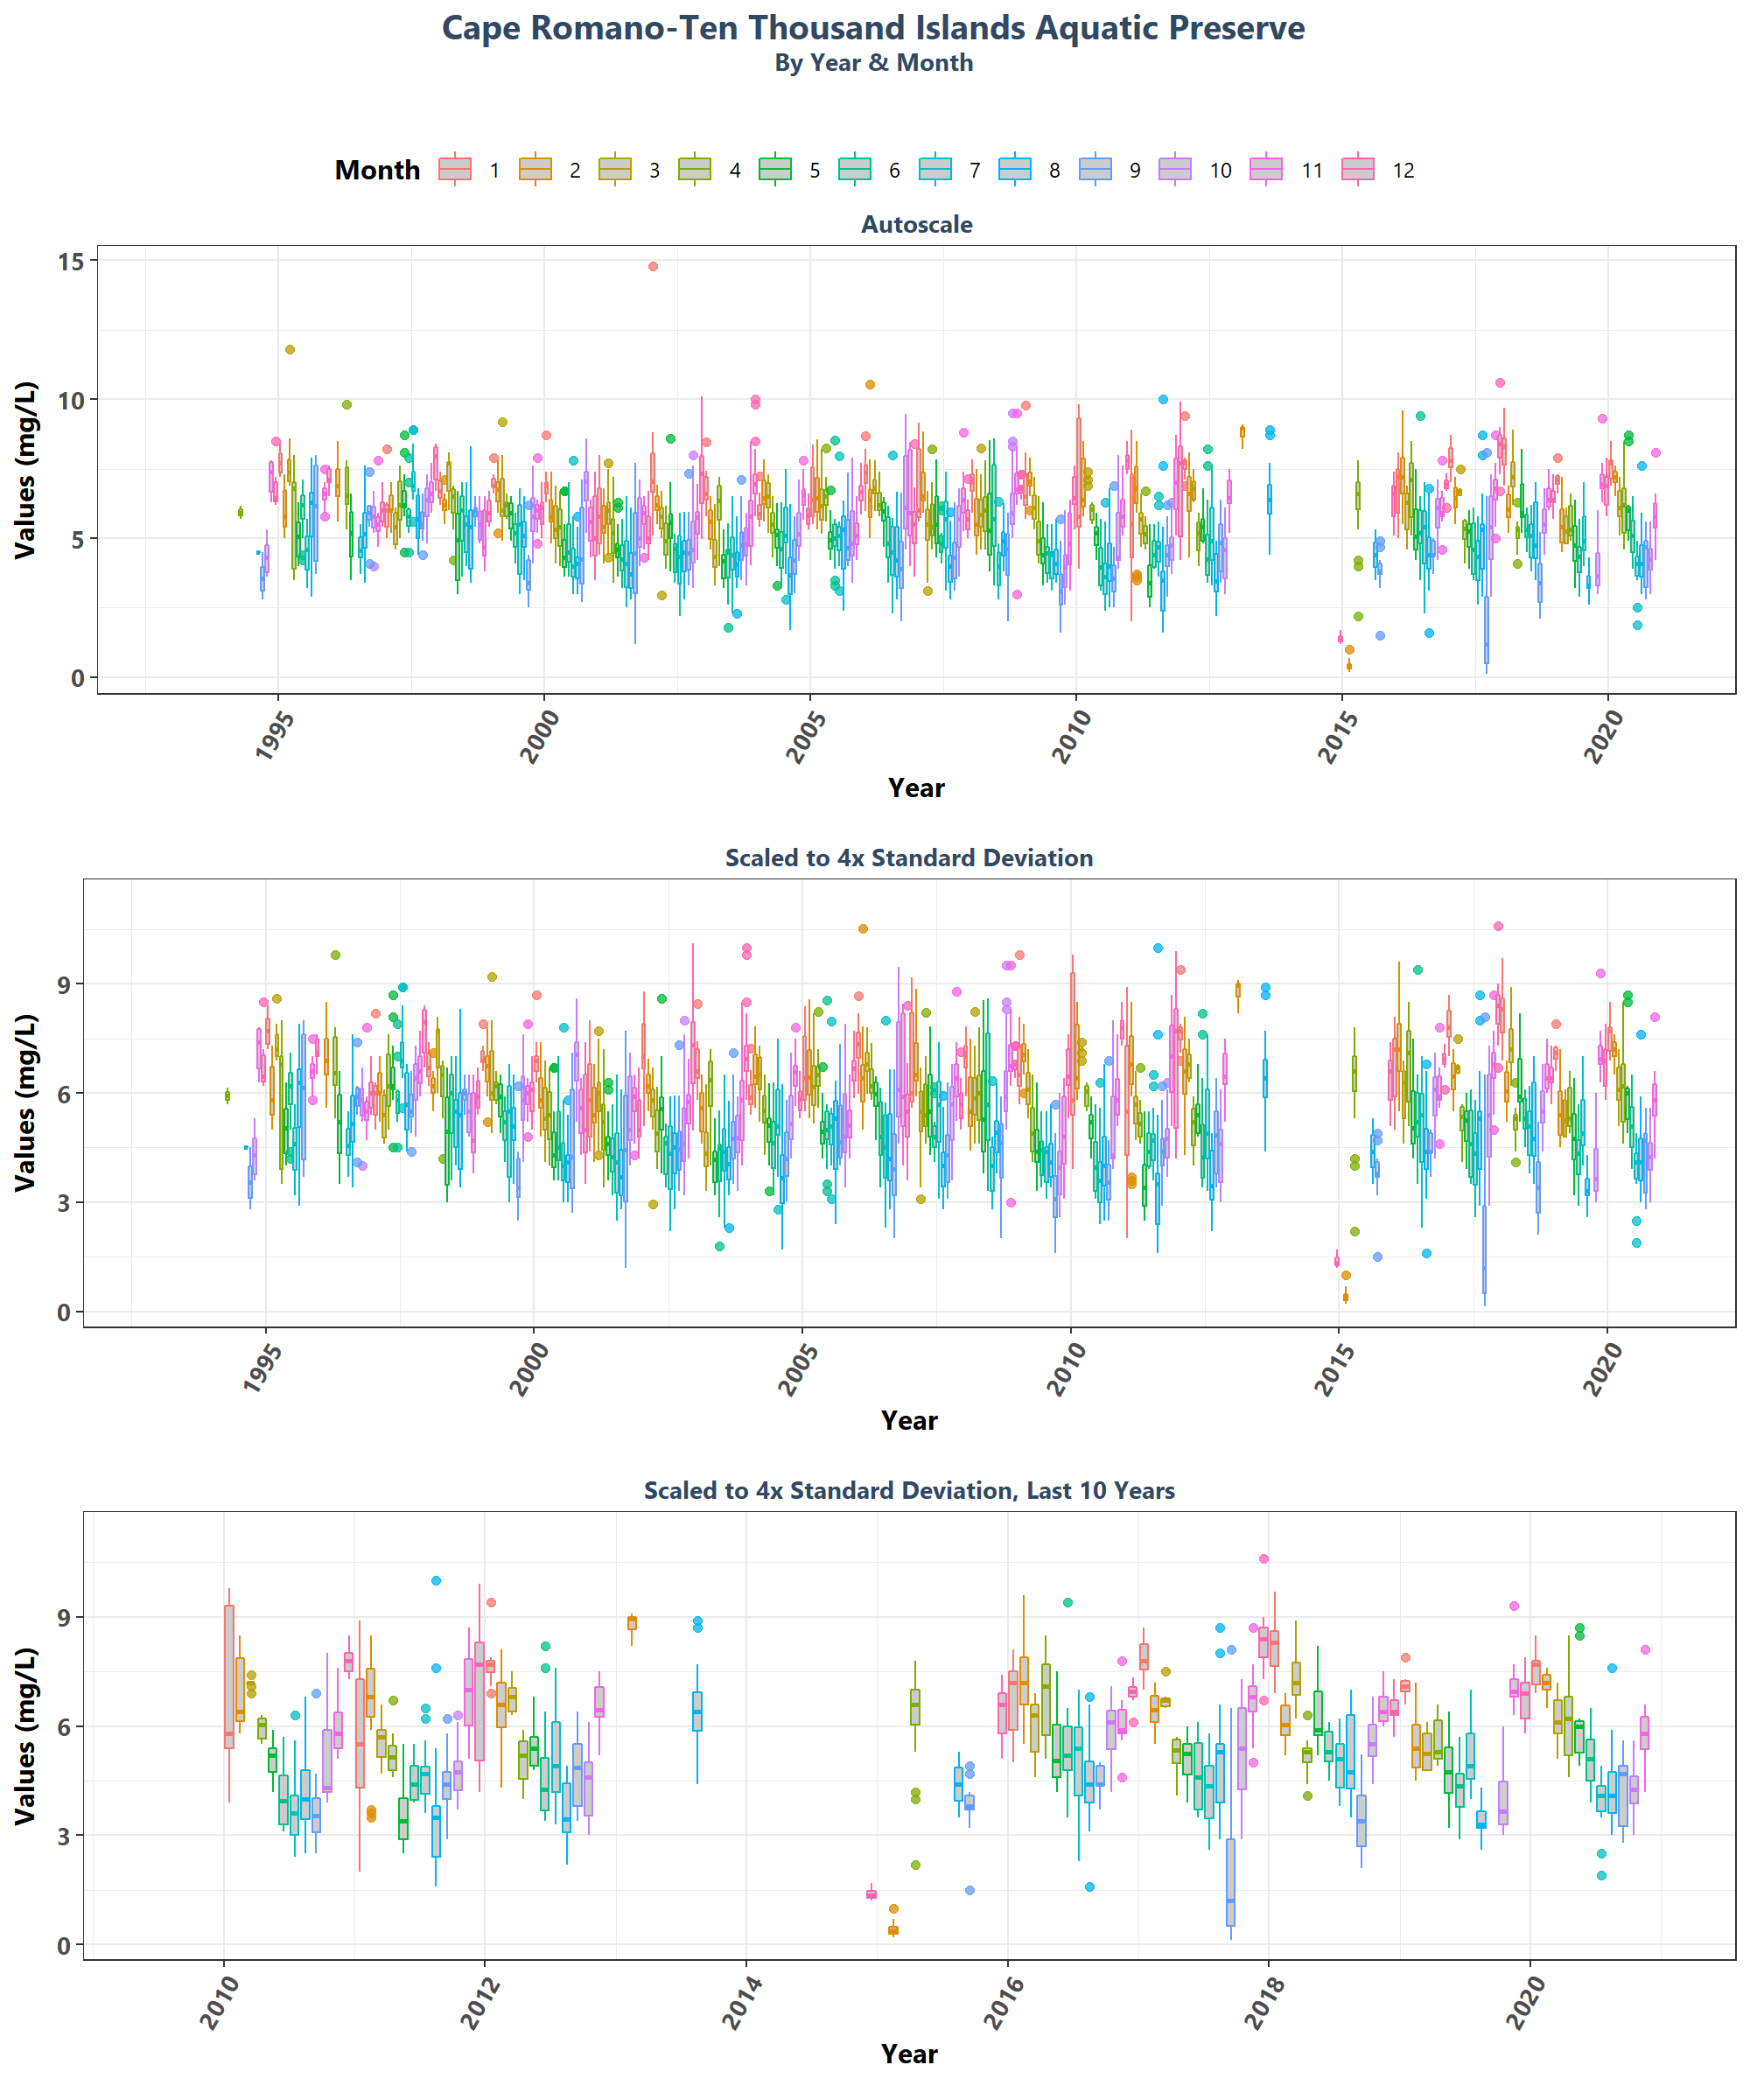 Cape Romano-Ten Thousand Islands Aquatic Preserve
By Year & Month
Month 1 2 3 4 5 6 7 8 9 10 11 12
Autoscale
Values (mg/L)
15
10
5
0
1995 2000 2005 2010 2015 2020
Year
Scaled to 4x Standard Deviation
Values (mg/L)
9
6
3
0
1995 2000 2005 2010 2015 2020
Year
Scaled to 4x Standard Deviation, Last 10 Years
Values (mg/L)
9
6
3
0
2010 2012 2014 2016 2018 2020
Year